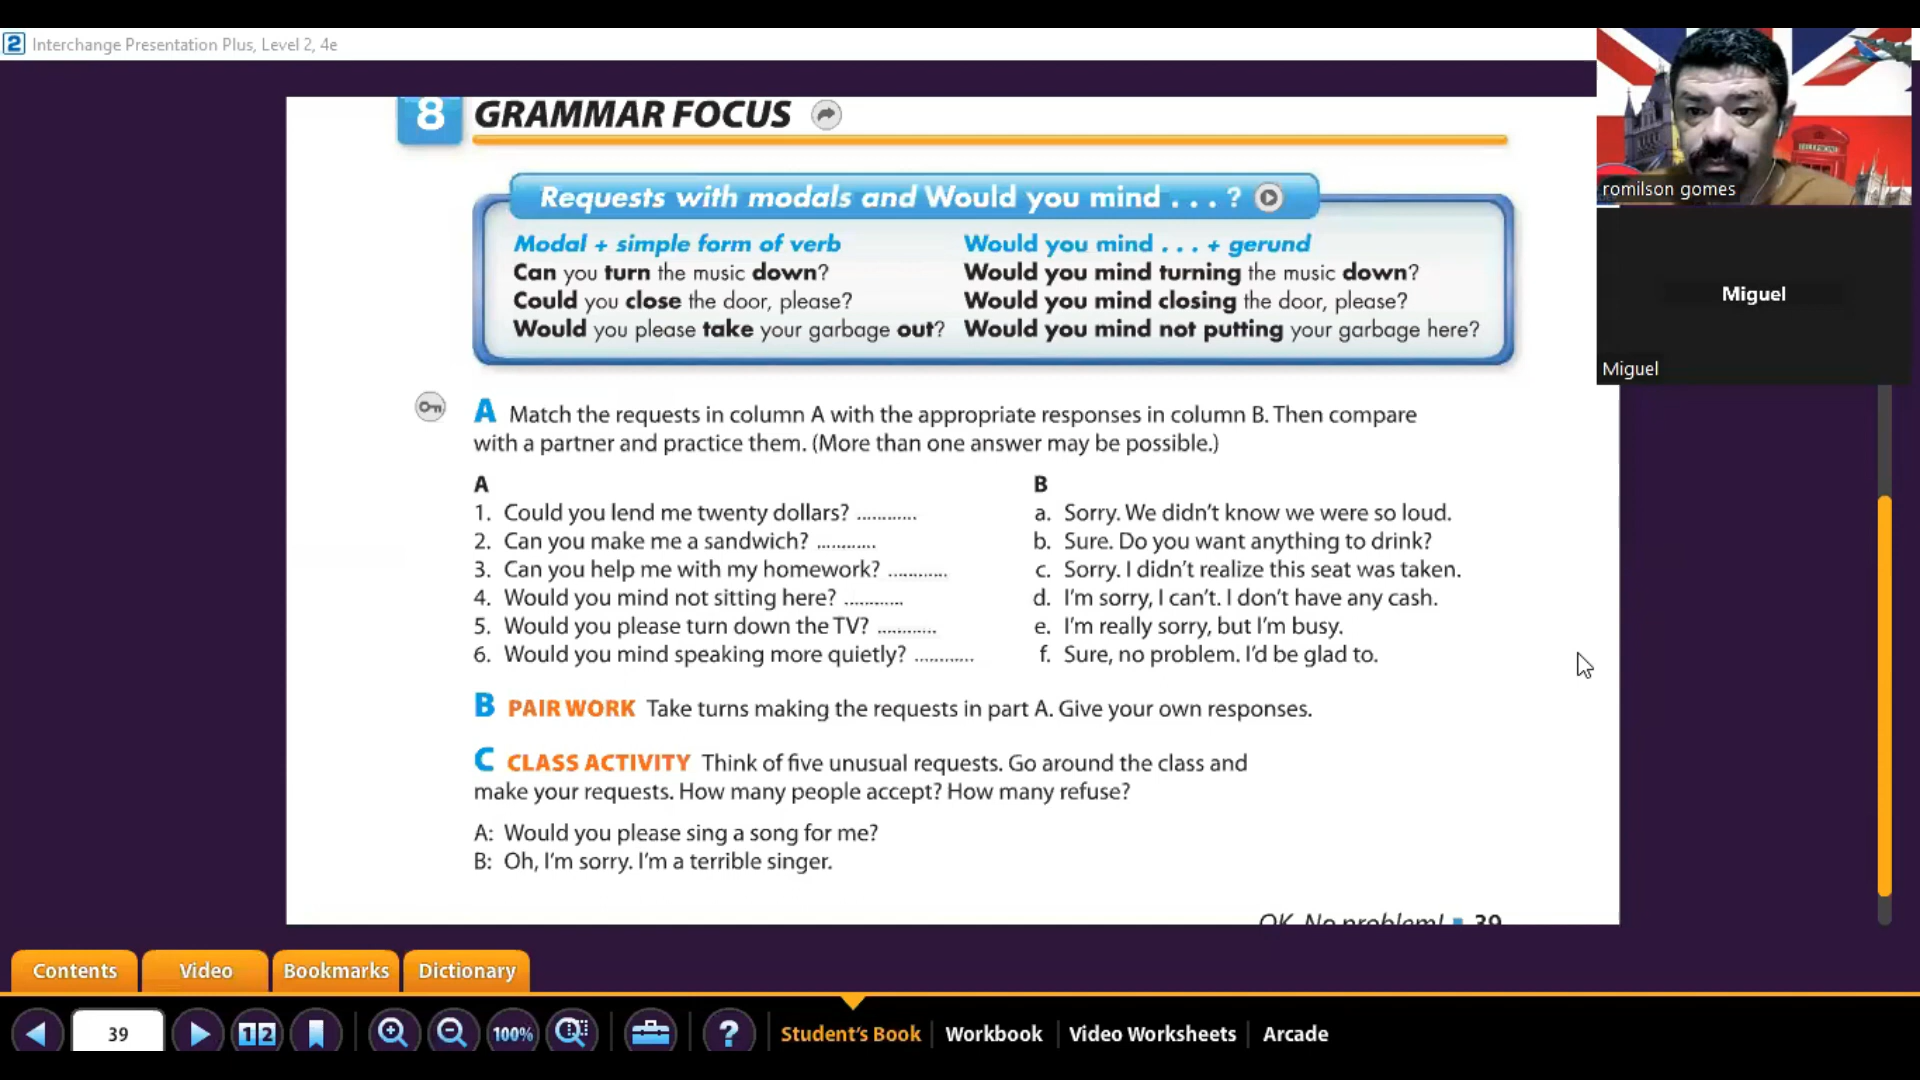 2 Interchange Presentation Plus, Level 2, 4e
8 GRAMMAR FOCUS
Requests with modals and Would you mind . . . ?
Modal + simple form of verb
Can you turn the music down?
Could you close the door, please?
Would you please take your garbage out?
Would you mind . . . + gerund
Would you mind turning the music down?
Would you mind closing the door, please?
Would you mind not putting your garbage here?
A Match the requests in column A with the appropriate responses in column B. Then compare
with a partner and practice them. (More than one answer may be possible.)
A
1. Could you lend me twenty dollars? ............
2. Can you make me a sandwich? ............
3. Can you help me with my homework? ............
4. Would you mind not sitting here? ............
5. Would you please turn down the TV? ............
6. Would you mind speaking more quietly? ............
B
a. Sorry. We didn't know we were so loud.
b. Sure. Do you want anything to drink?
c. Sorry. I didn't realize this seat was taken.
d. I'm sorry, I can't. I don't have any cash.
e. I'm really sorry, but I'm busy.
f. Sure, no problem. I'd be glad to.
B PAIR WORK Take turns making the requests in part A. Give your own responses.
C CLASS ACTIVITY Think of five unusual requests. Go around the class and
make your requests. How many people accept? How many refuse?
A: Would you please sing a song for me?
B: Oh, I'm sorry. I'm a terrible singer.
OK. No problem! 39
TELEPHONE
romilson gomes
Miguel
Miguel
Contents Video Bookmarks Dictionary
39 1 2 100% ? Student's Book Workbook Video Worksheets Arcade